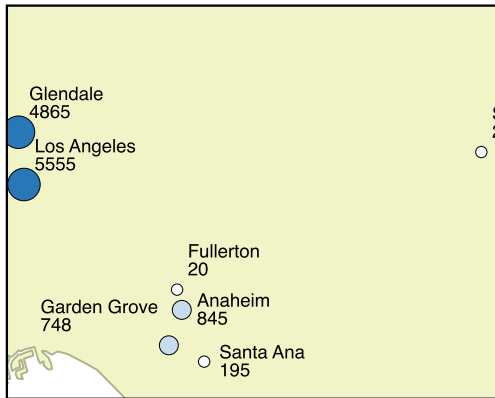 Glendale
4865
Los Angeles
5555
Fullerton
20
Garden Grove
748
Anaheim
845
Santa Ana
195